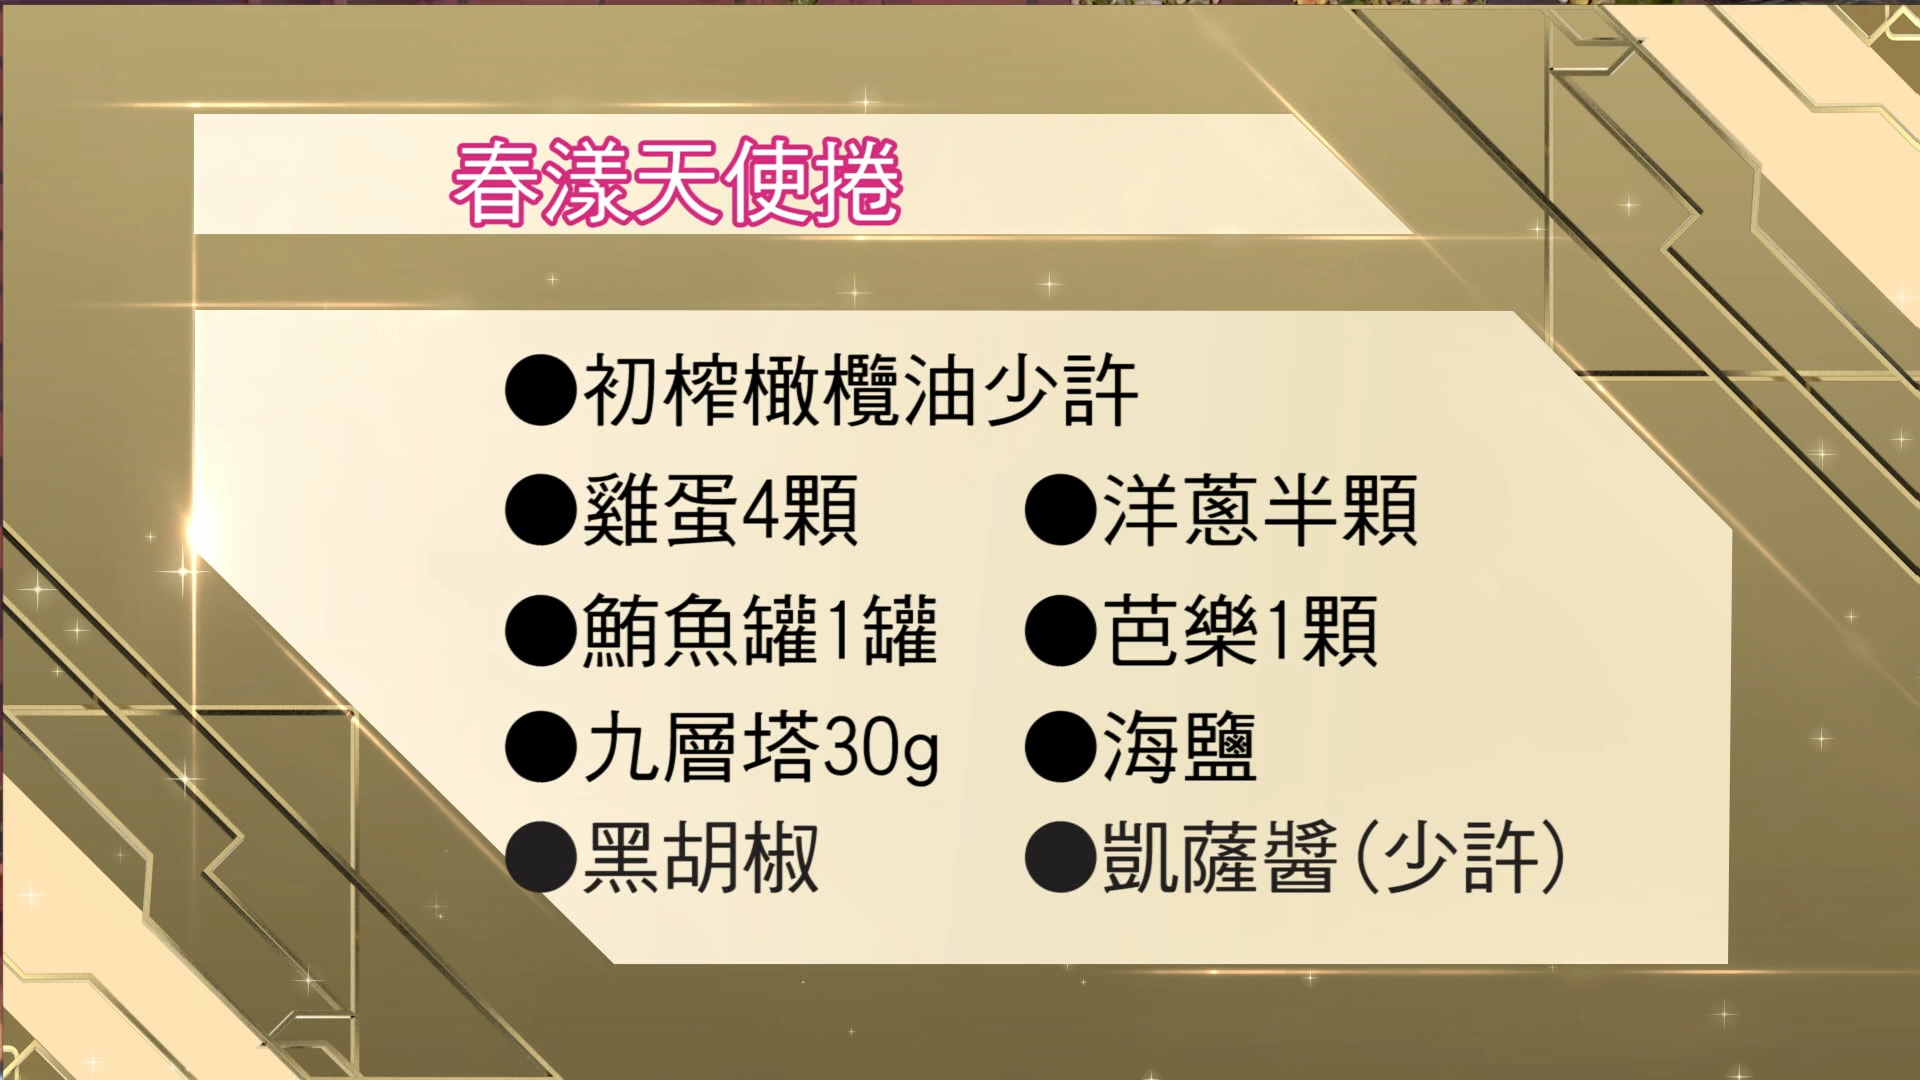 春漾天使捲
●初榨橄欖油少許
●雞蛋4顆 ●洋蔥半顆
●鮪魚罐1罐 ●芭樂1顆
●九層塔30g ●海鹽
●黑胡椒 ●凱薩醬(少許)